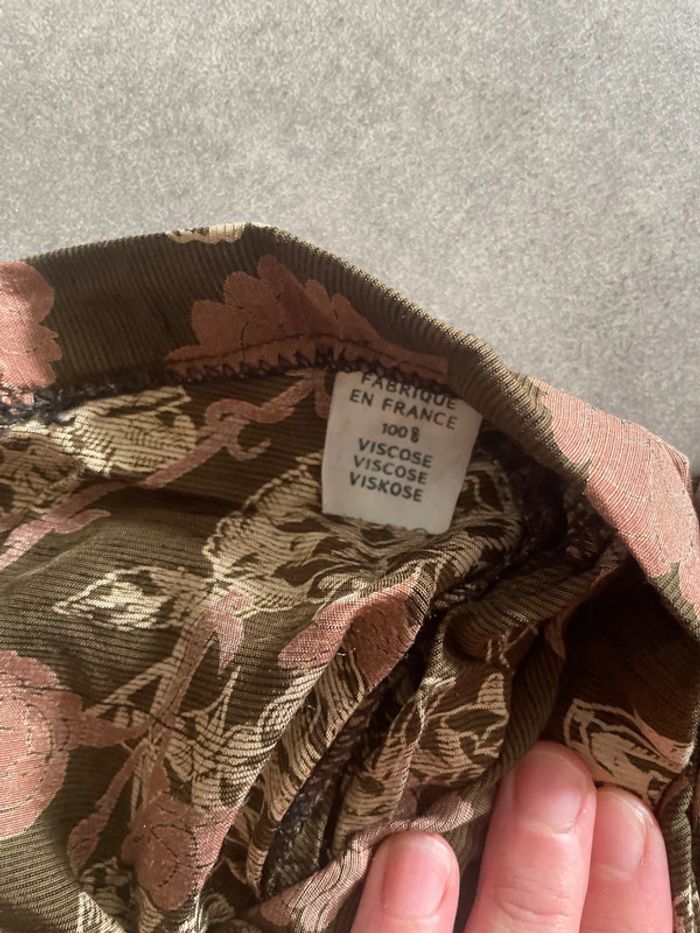 FABRIQUE
EN FRANCE
100%
VISCOSE
VISCOSE
VISKOSE